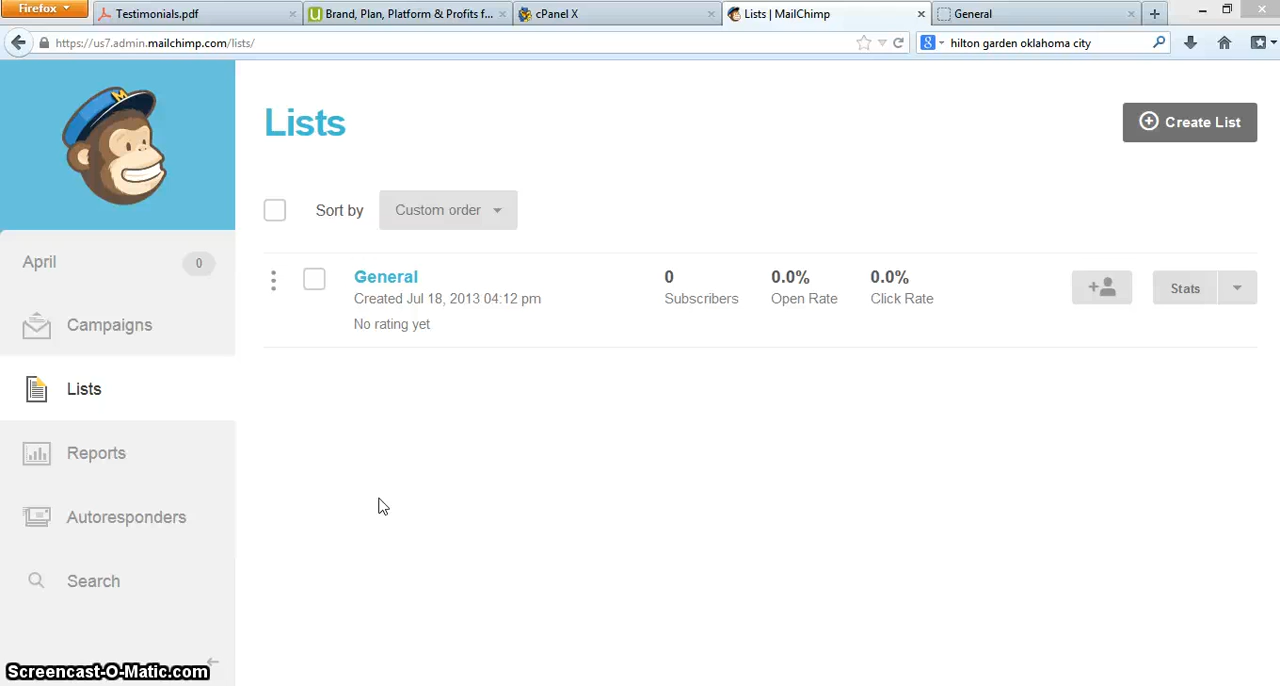 Firefox
Testimonials.pdf
Brand, Plan, Platform & Profits f...
cPanel X
Lists | MailChimp
General
https://us7.admin.mailchimp.com/lists/
hilton garden oklahoma city
M
Lists
Create List
Sort by
Custom order
April
0
General
Created Jul 18, 2013 04:12 pm
No rating yet
0
Subscribers
0.0%
Open Rate
0.0%
Click Rate
Stats
Campaigns
Lists
Reports
Autoresponders
Search
Screencast-O-Matic.com